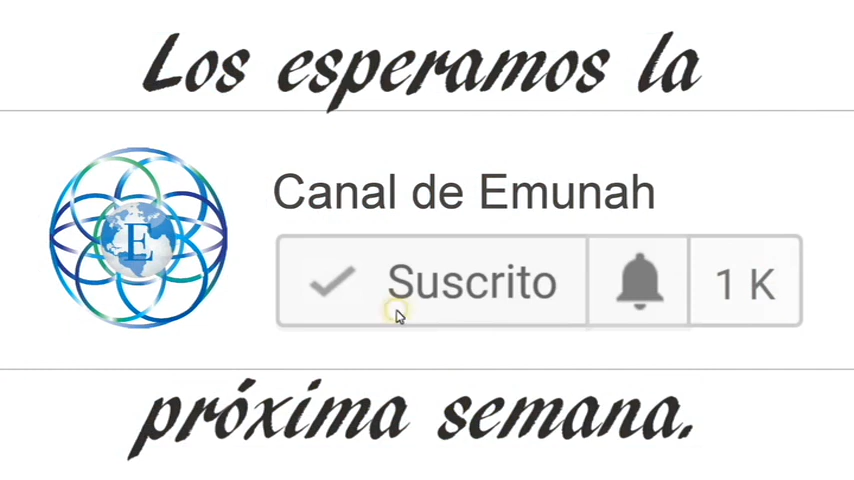 Los esperamos la
E
Canal de Emunah
Suscrito
1 K
próxima semana.